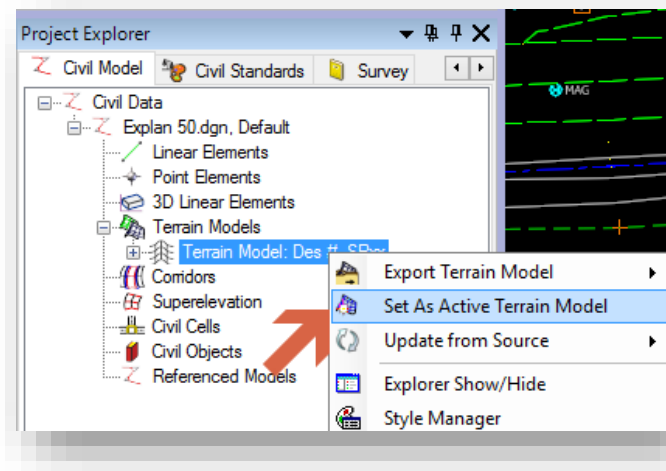 Project Explorer
Civil Model Civil Standards Survey
Civil Data
Explan 50.dgn, Default
Linear Elements
Point Elements
3D Linear Elements
Terrain Models
Terrain Model: Des #_SPxx
Corridors
Superelevation
Civil Cells
Civil Objects
Referenced Models
Export Terrain Model
Set As Active Terrain Model
Update from Source
Explorer Show/Hide
Style Manager
MAG